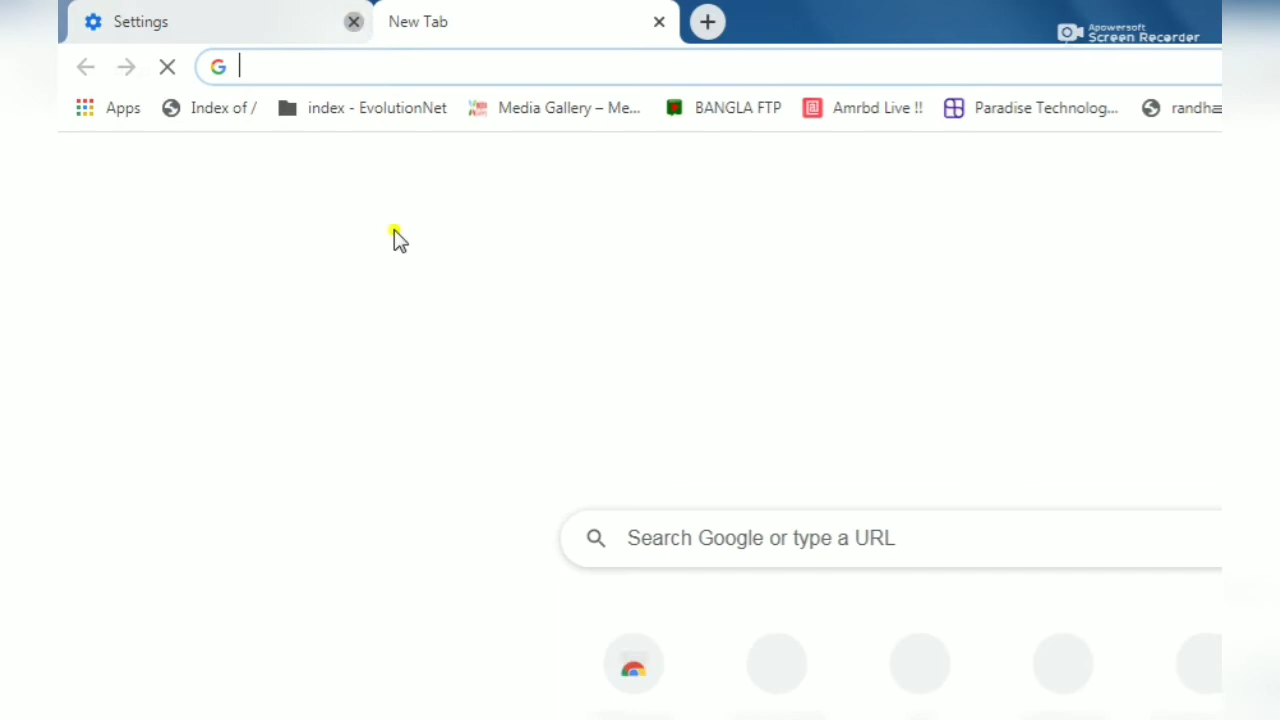 Settings
New Tab
Apowersoft
Screen Recorder
Apps
Index of /
index - EvolutionNet
Media Gallery – Me...
BANGLA FTP
Amrbd Live !!
Paradise Technolog...
Search Google or type a URL